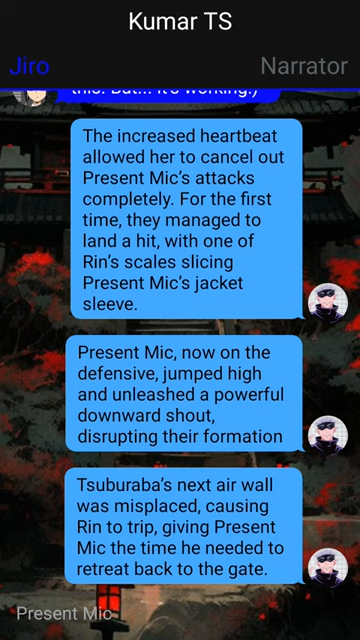 Kumar TS
Jiro
Narrator
this! But... It's working!)
The increased heartbeat
allowed her to cancel out
Present Mic's attacks
completely. For the first
time, they managed to
land a hit, with one of
Rin's scales slicing
Present Mic's jacket
sleeve.
Present Mic, now on the
defensive, jumped high
and unleashed a powerful
downward shout,
disrupting their formation
Tsuburaba's next air wall
was misplaced, causing
Rin to trip, giving Present
Mic the time he needed to
retreat back to the gate.
Present Mic